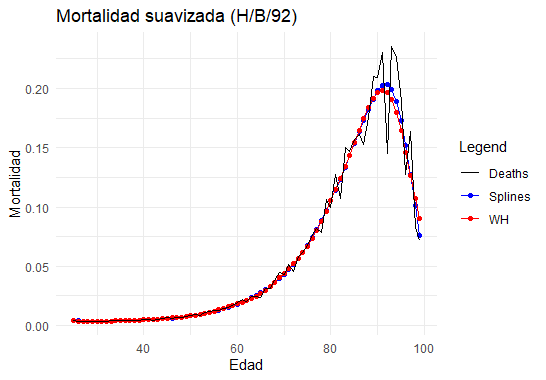 Mortalidad suavizada (H/B/92)
Mortalidad
0.20
0.15
0.10
0.05
0.00
40
60
80
100
Edad
Legend
Deaths
Splines
WH